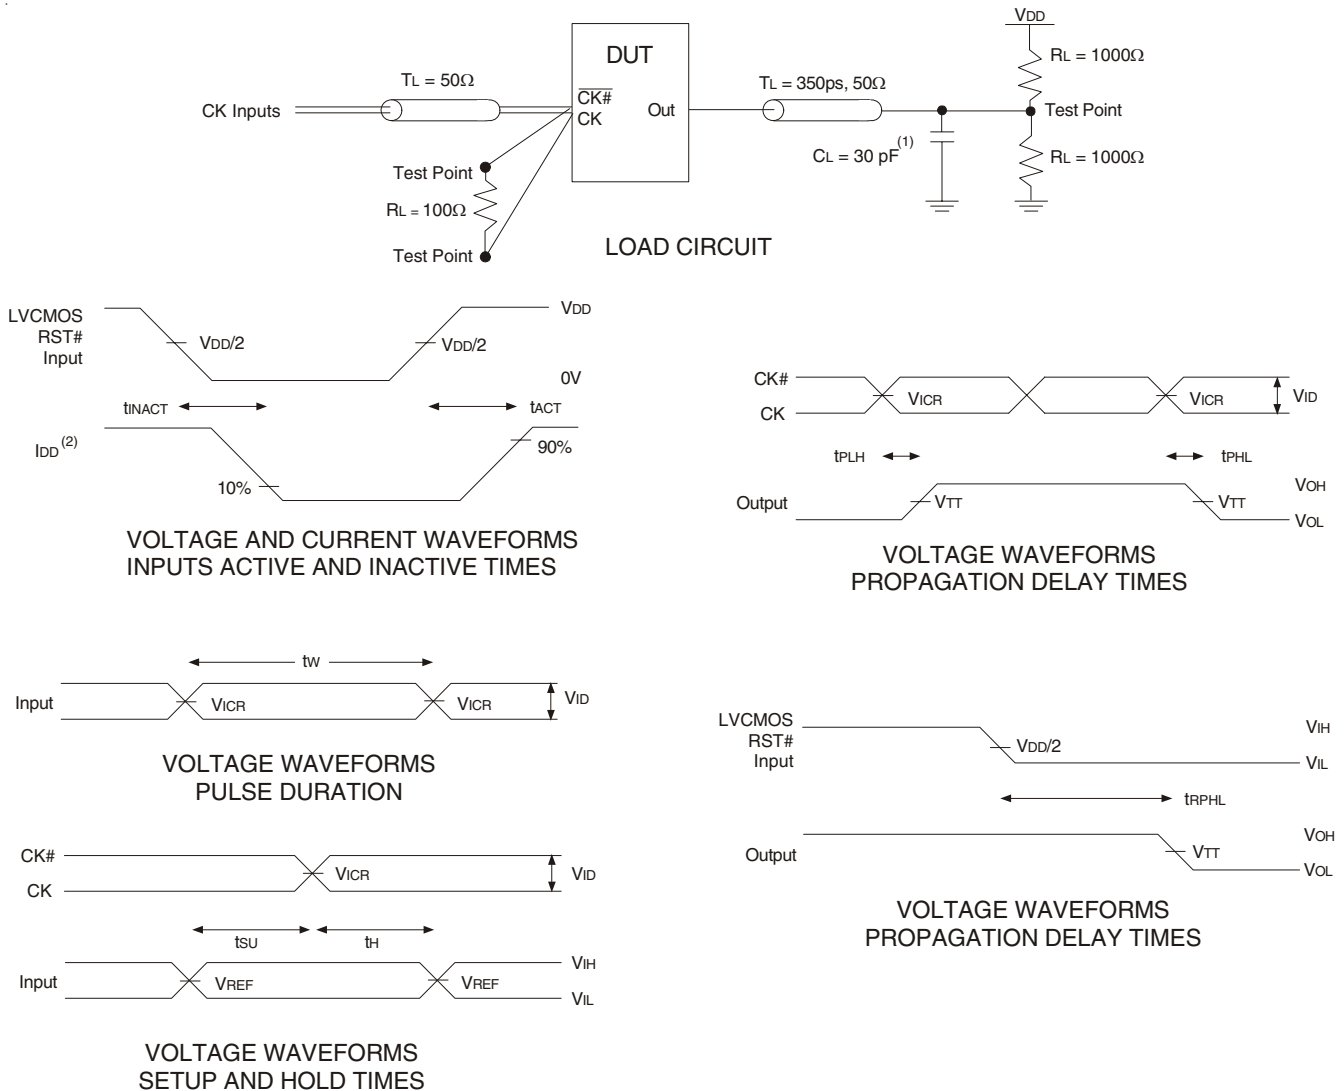 VDD
DUT
RL = 1000Ω
TL = 50Ω
TL = 350ps, 50Ω
CK Inputs
CK#
CK
Out
Test Point
CL = 30 pF(1)
RL = 1000Ω
Test Point
RL = 100Ω
Test Point
LOAD CIRCUIT
LVCMOS
RST#
Input
VDD/2
VDD/2
VDD
0V
tINACT
tACT
IDD(2)
10%
90%
VOLTAGE AND CURRENT WAVEFORMS
INPUTS ACTIVE AND INACTIVE TIMES
CK#
CK
VICR
VICR
VID
tPLH
tPHL
Output
VTT
VTT
VOH
VOL
VOLTAGE WAVEFORMS
PROPAGATION DELAY TIMES
tW
Input
VICR
VICR
VID
VOLTAGE WAVEFORMS
PULSE DURATION
LVCMOS
RST#
Input
VDD/2
VIH
VIL
tRPHL
Output
VTT
VOH
VOL
VOLTAGE WAVEFORMS
PROPAGATION DELAY TIMES
CK#
CK
VICR
VID
tSU
tH
Input
VREF
VREF
VIH
VIL
VOLTAGE WAVEFORMS
SETUP AND HOLD TIMES